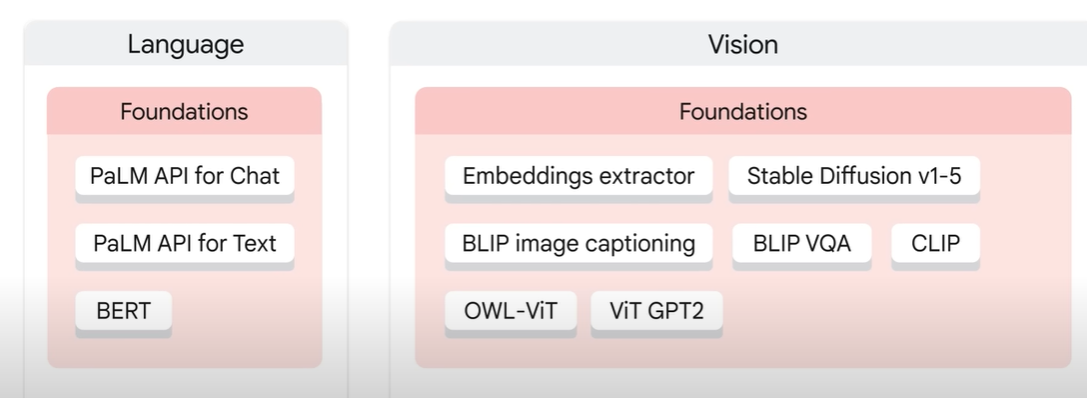 Language
Foundations
PaLM API for Chat
PaLM API for Text
BERT
Vision
Foundations
Embeddings extractor
Stable Diffusion v1-5
BLIP image captioning
BLIP VQA
CLIP
OWL-ViT
ViT GPT2